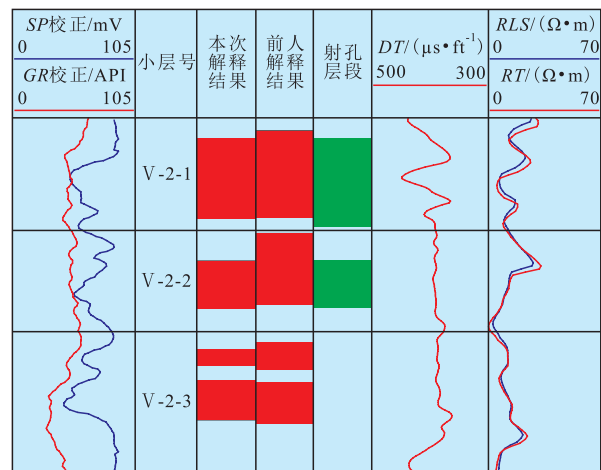 SP校正/mV
0 105
GR校正/API
0 105
小层号
本次
解释
结果
前人
解释
结果
射孔
层段
DT/(μs•ft⁻¹)
500 300
RLS/(Ω•m)
0 70
RT/(Ω•m)
0 70
V-2-1
V-2-2
V-2-3